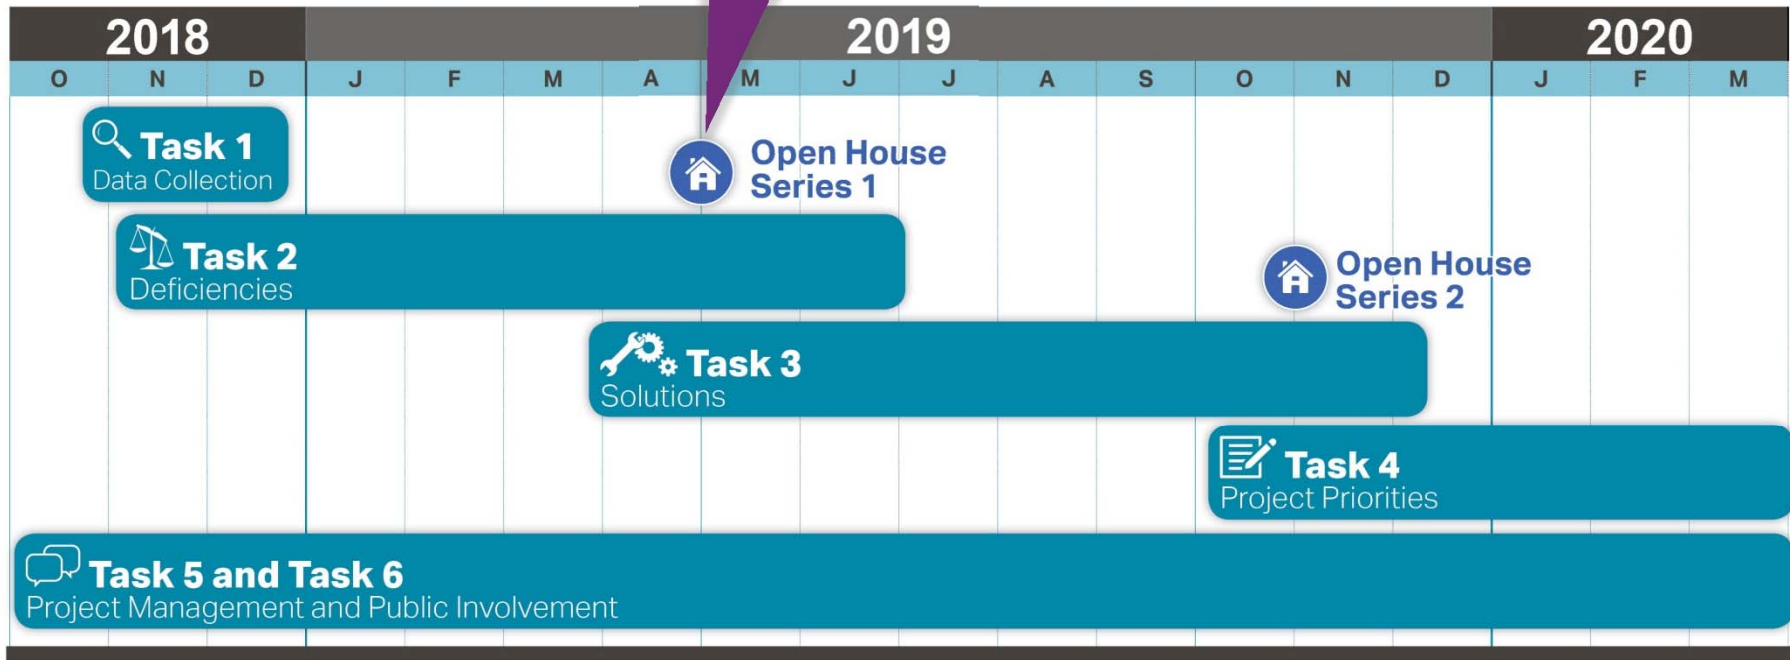 2018 2019 2020
O N D J F M A M J J A S O N D J F M
Task 1
Data Collection
Open House
Series 1
Task 2
Deficiencies
Open House
Series 2
Task 3
Solutions
Task 4
Project Priorities
Task 5 and Task 6
Project Management and Public Involvement